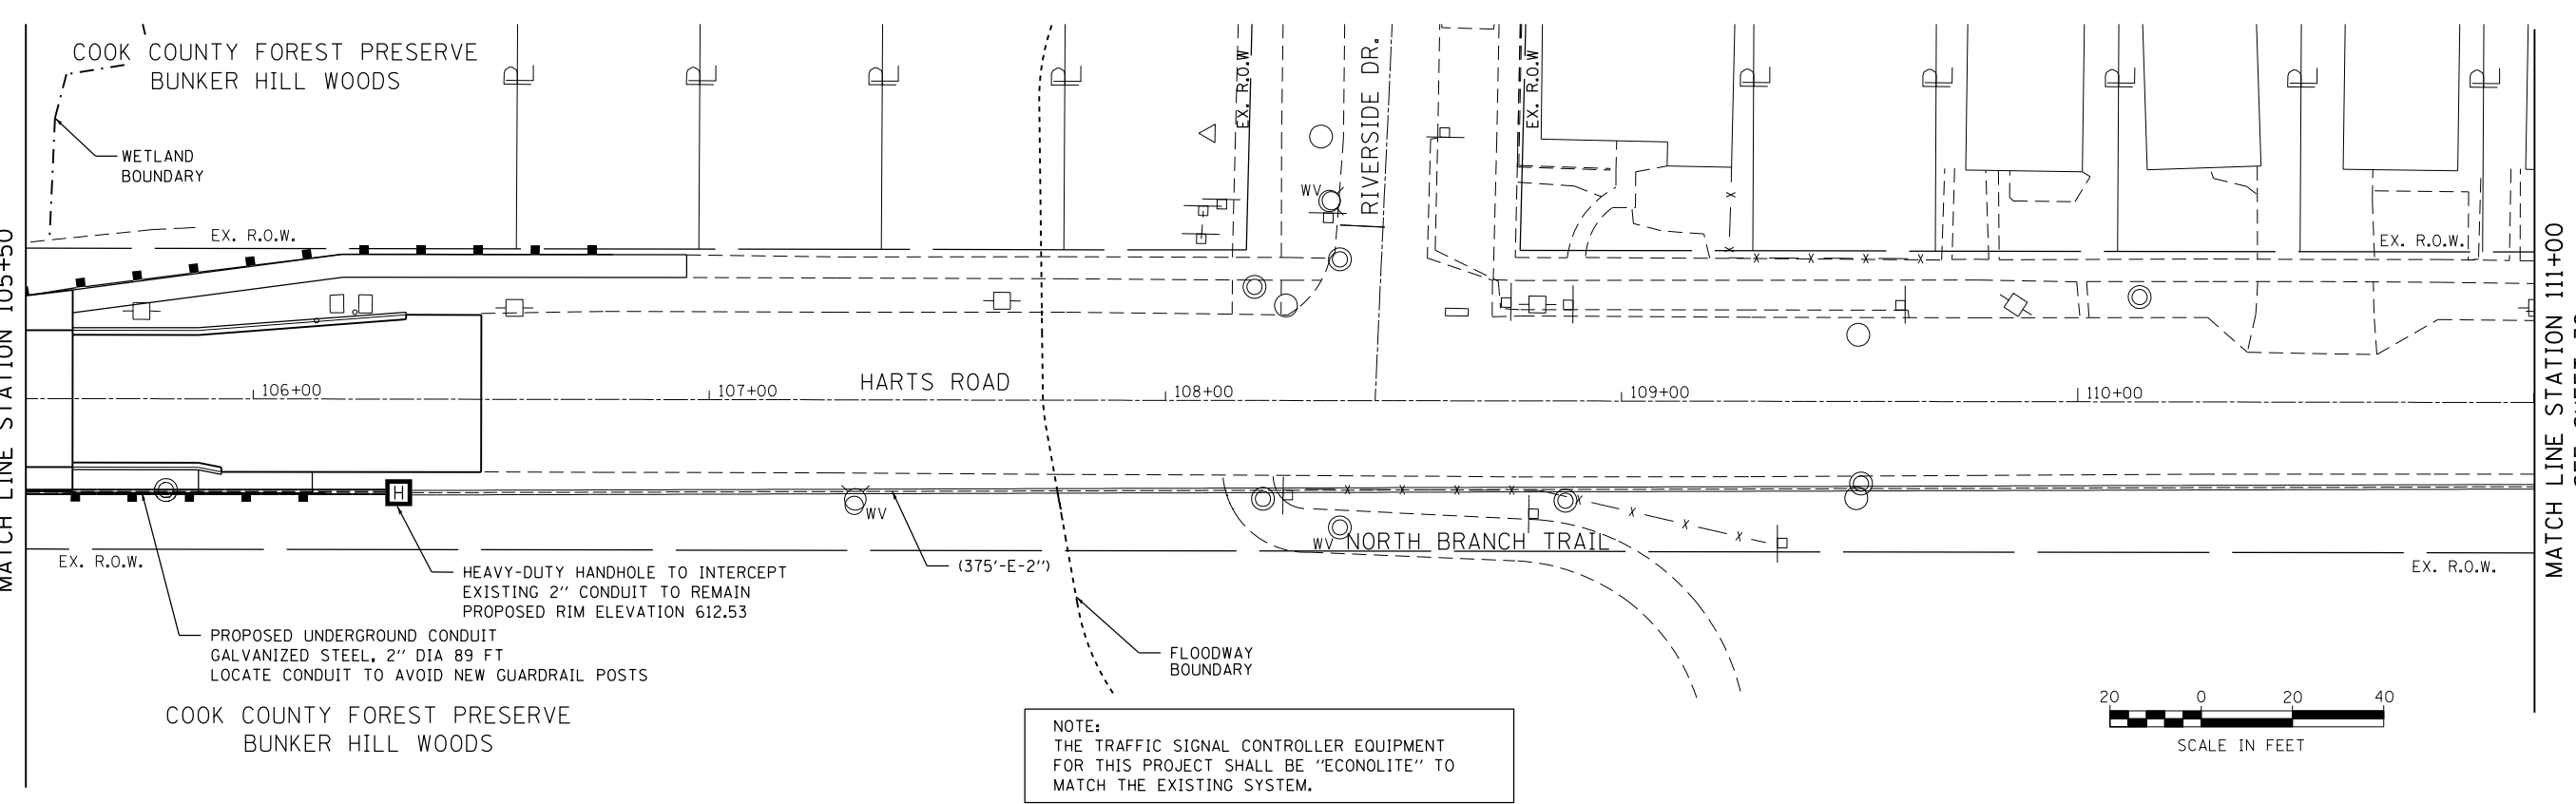 COOK COUNTY FOREST PRESERVE
BUNKER HILL WOODS
WETLAND
BOUNDARY
EX. R.O.W.
EX. R.O.W
RIVERSIDE DR.
EX. R.O.W
WV
EX. R.O.W.
MATCH LINE STATION 105+50
MATCH LINE STATION 111+00
106+00
107+00
HARTS ROAD
108+00
109+00
110+00
H
WV
WV
NORTH BRANCH TRAIL
EX. R.O.W.
EX. R.O.W.
(375'-E-2")
HEAVY-DUTY HANDHOLE TO INTERCEPT
EXISTING 2" CONDUIT TO REMAIN
PROPOSED RIM ELEVATION 612.53
PROPOSED UNDERGROUND CONDUIT
GALVANIZED STEEL, 2" DIA 89 FT
LOCATE CONDUIT TO AVOID NEW GUARDRAIL POSTS
FLOODWAY
BOUNDARY
COOK COUNTY FOREST PRESERVE
BUNKER HILL WOODS
NOTE:
THE TRAFFIC SIGNAL CONTROLLER EQUIPMENT
FOR THIS PROJECT SHALL BE "ECONOLITE" TO
MATCH THE EXISTING SYSTEM.
20 0 20 40
SCALE IN FEET